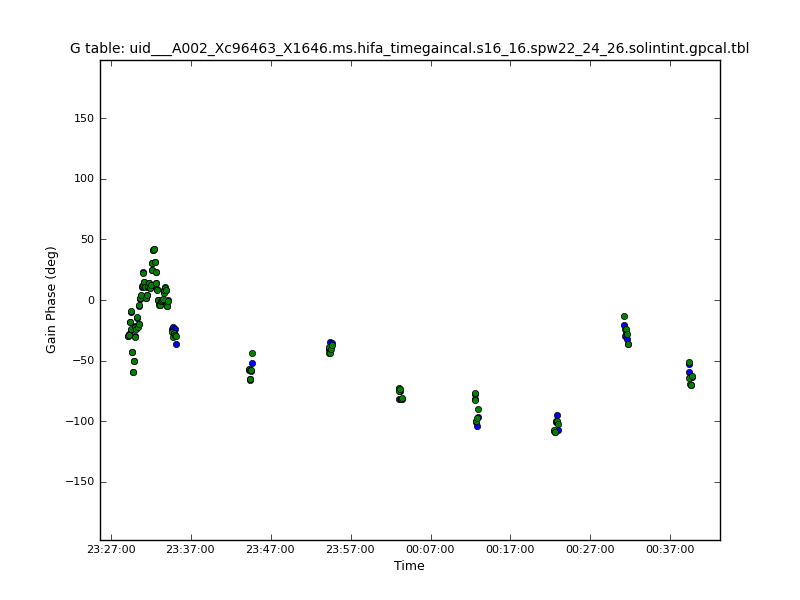 G table: uid___A002_Xc96463_X1646.ms.hifa_timegaincal.s16_16.spw22_24_26.solintint.gpcal.tbl
150
100
50
0
−50
−100
−150
Gain Phase (deg)
23:27:00 23:37:00 23:47:00 23:57:00 00:07:00 00:17:00 00:27:00 00:37:00
Time